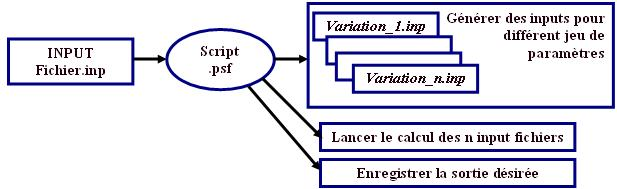 INPUT
Fichier.inp
Script
.psf
Générer des inputs pour
différent jeu de
paramètres
Variation_1.inp
Variation_n.inp
Lancer le calcul des n input fichiers
Enregistrer la sortie désirée